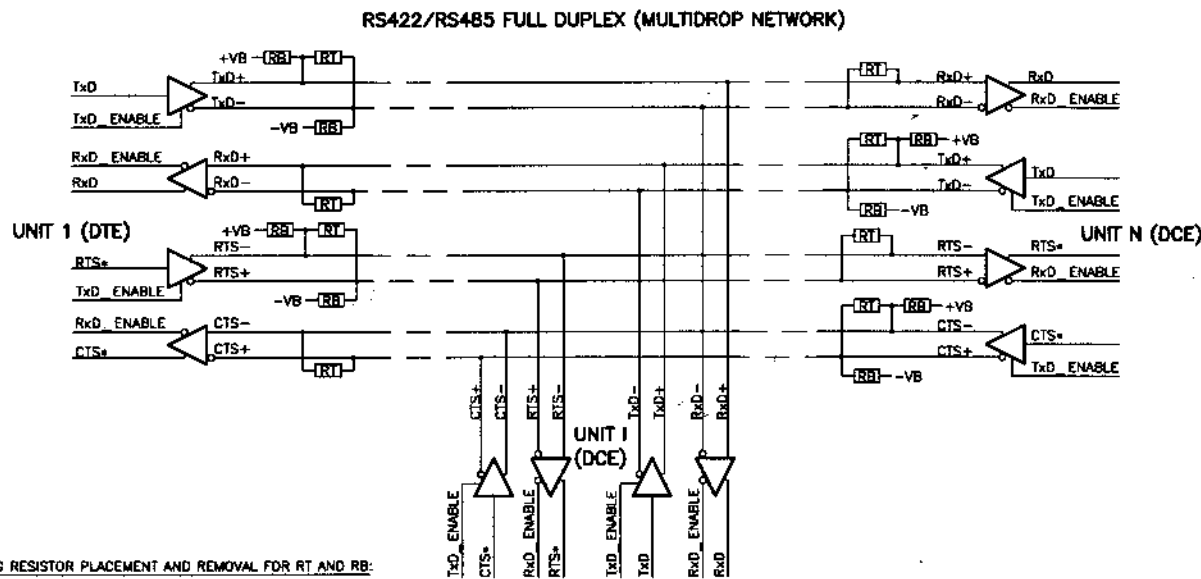 RS422/RS485 FULL DUPLEX (MULTIDROP NETWORK)
+VB RB RT
TxD TxD+
TxD-
TxD_ENABLE
-VB RB
RxD_ENABLE RxD+
RxD RxD-
RT
UNIT 1 (DTE)
+VB RB RT
RTS* RTS-
RTS+
TxD_ENABLE
-VB RB
RxD_ENABLE CTS-
CTS* CTS+
RT
RT
RxD+ RxD
RxD- RxD_ENABLE
RT RB +VB
TxD+ TxD
TxD-
TxD_ENABLE
RB -VB
UNIT N (DCE)
RT
RTS- RTS*
RTS+ RxD_ENABLE
RT RB +VB
CTS- CTS*
CTS+
TxD_ENABLE
RB -VB
CTS+ CTS- RTS+ RTS- TxD- TxD+ RxD- RxD+
UNIT I
(DCE)
TxD_ENABLE CTS* RxD_ENABLE RTS* TxD_ENABLE TxD RxD_ENABLE RxD
RESISTOR PLACEMENT AND REMOVAL FOR RT AND RB: